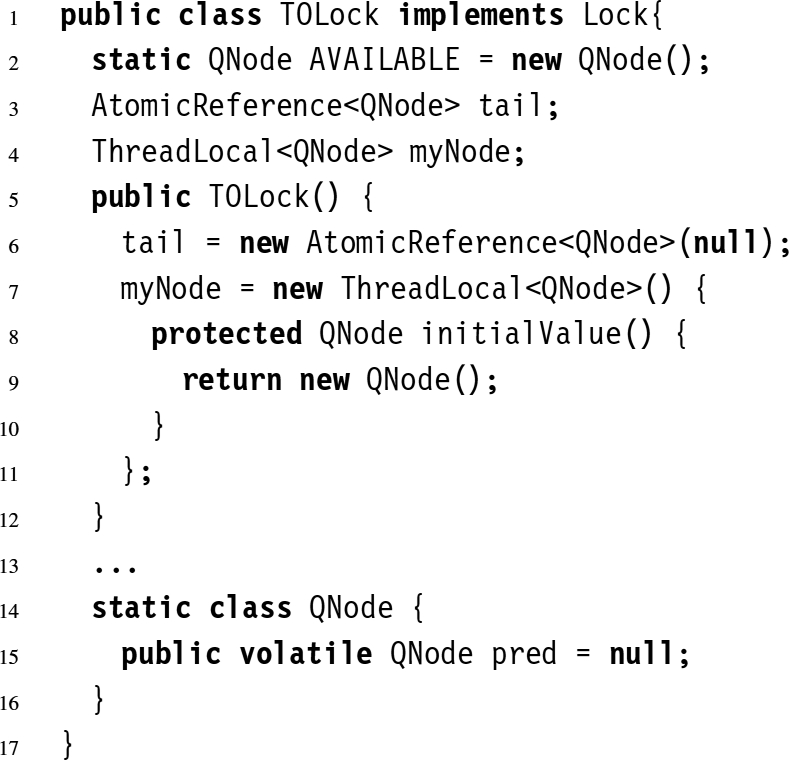 1 public class TOLock implements Lock{
2 static QNode AVAILABLE = new QNode();
3 AtomicReference<QNode> tail;
4 ThreadLocal<QNode> myNode;
5 public TOLock() {
6 tail = new AtomicReference<QNode>(null);
7 myNode = new ThreadLocal<QNode>() {
8 protected QNode initialValue() {
9 return new QNode();
10 }
11 };
12 }
13 ...
14 static class QNode {
15 public volatile QNode pred = null;
16 }
17 }